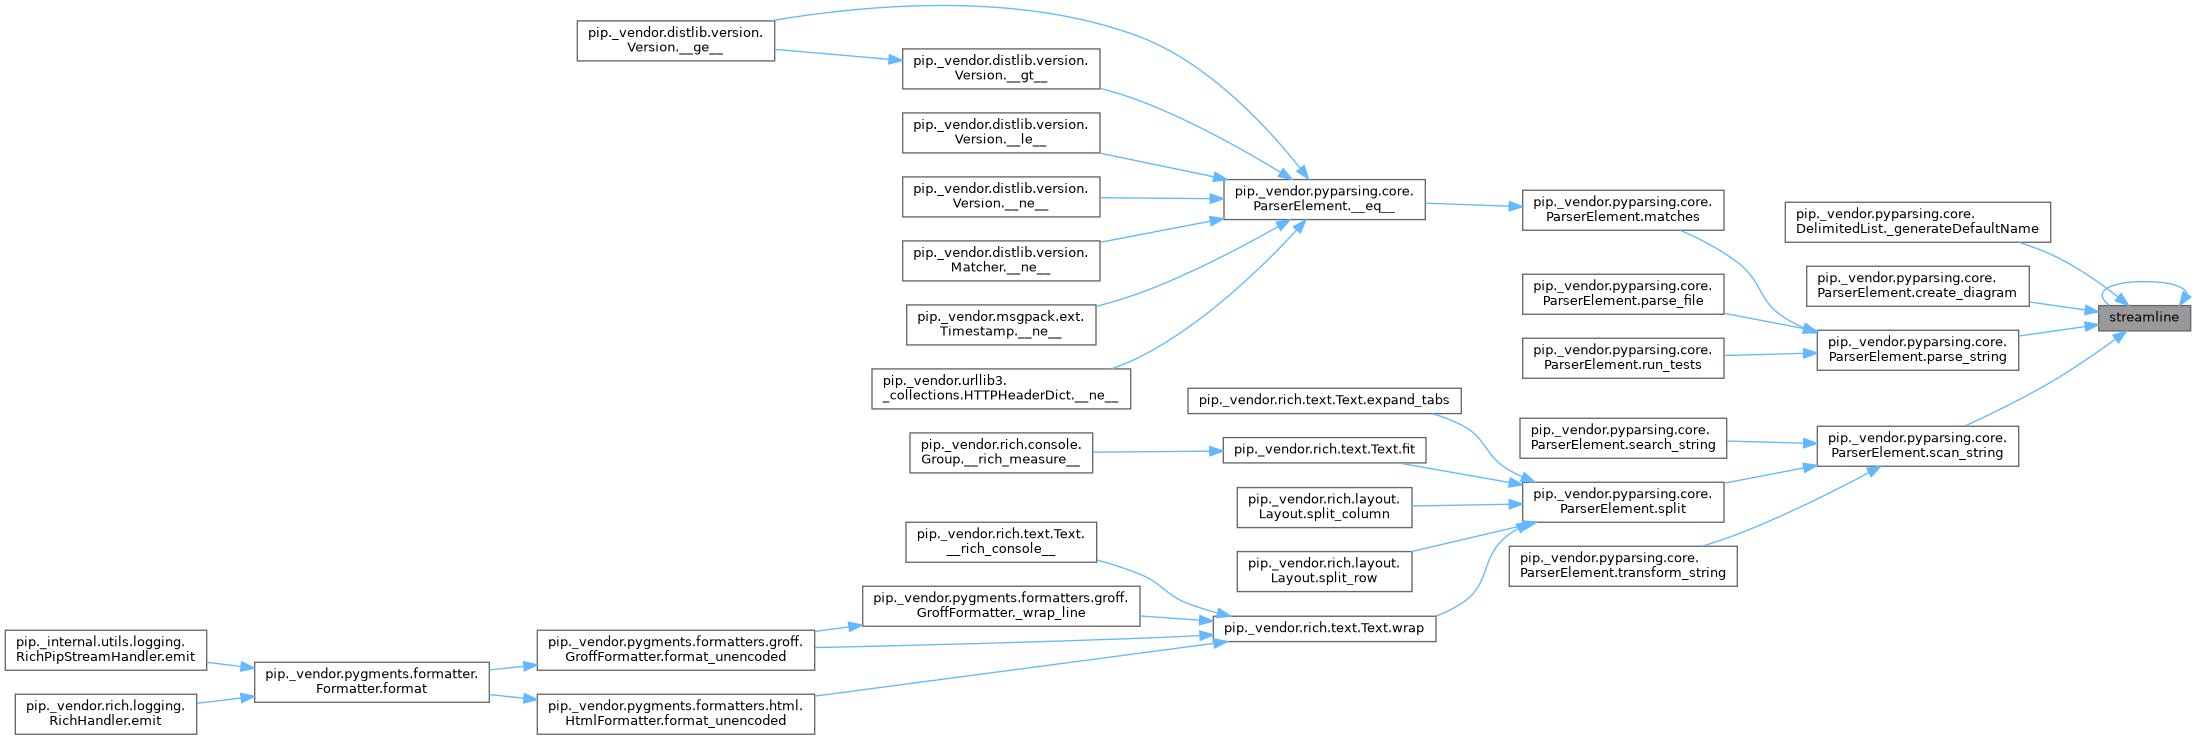 pip._vendor.distlib.version.
Version.__ge__
pip._vendor.distlib.version.
Version.__gt__
pip._vendor.distlib.version.
Version.__le__
pip._vendor.distlib.version.
Version.__ne__
pip._vendor.distlib.version.
Matcher.__ne__
pip._vendor.msgpack.ext.
Timestamp.__ne__
pip._vendor.urllib3.
_collections.HTTPHeaderDict.__ne__
pip._vendor.pyparsing.core.
ParserElement.__eq__
pip._vendor.pyparsing.core.
ParserElement.matches
pip._vendor.pyparsing.core.
ParserElement.parse_file
pip._vendor.pyparsing.core.
ParserElement.run_tests
pip._vendor.pyparsing.core.
DelimitedList._generateDefaultName
pip._vendor.pyparsing.core.
ParserElement.create_diagram
streamline
pip._vendor.pyparsing.core.
ParserElement.parse_string
pip._vendor.pyparsing.core.
ParserElement.scan_string
pip._vendor.pyparsing.core.
ParserElement.search_string
pip._vendor.pyparsing.core.
ParserElement.split
pip._vendor.pyparsing.core.
ParserElement.transform_string
pip._vendor.rich.text.Text.expand_tabs
pip._vendor.rich.text.Text.fit
pip._vendor.rich.console.
Group.__rich_measure__
pip._vendor.rich.layout.
Layout.split_column
pip._vendor.rich.layout.
Layout.split_row
pip._vendor.rich.text.Text.wrap
pip._vendor.rich.text.Text.
__rich_console__
pip._vendor.pygments.formatters.groff.
GroffFormatter._wrap_line
pip._vendor.pygments.formatters.groff.
GroffFormatter.format_unencoded
pip._vendor.pygments.formatters.html.
HtmlFormatter.format_unencoded
pip._vendor.pygments.formatter.
Formatter.format
pip._internal.utils.logging.
RichPipStreamHandler.emit
pip._vendor.rich.logging.
RichHandler.emit